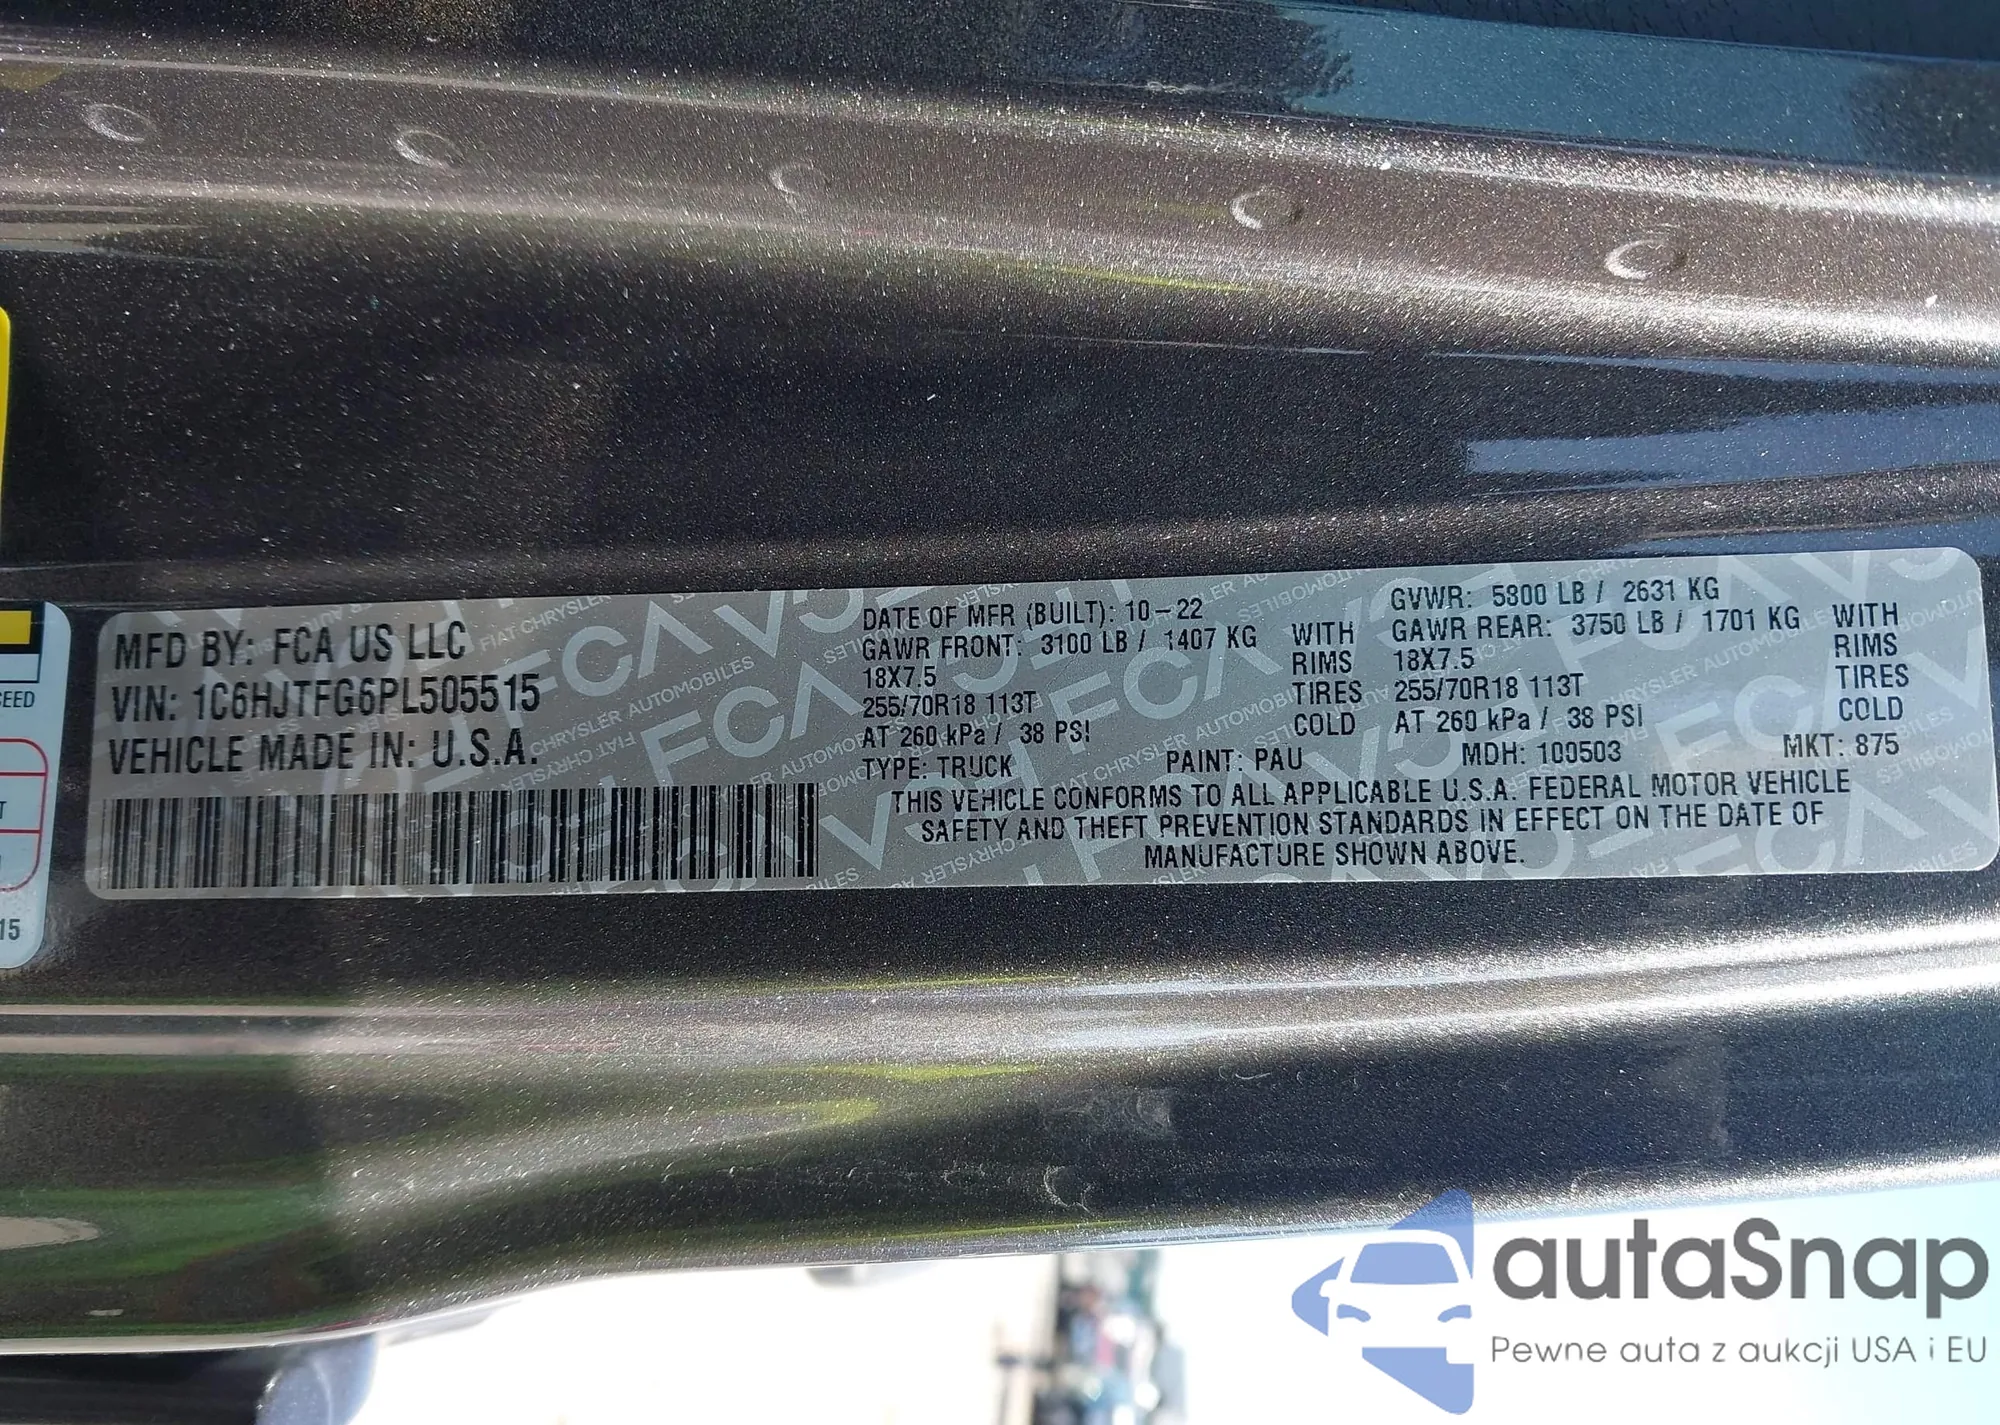 MFD BY: FCA US LLC
VIN: 1C6HJTFG6PL505515
VEHICLE MADE IN: U.S.A.
DATE OF MFR (BUILT): 10-22
GAWR FRONT: 3100 LB / 1407 KG WITH
18X7.5 RIMS
255/70R18 113T TIRES
AT 260 kPa / 38 PSI COLD
GVWR: 5800 LB / 2631 KG
GAWR REAR: 3750 LB / 1701 KG WITH
18X7.5 RIMS
255/70R18 113T TIRES
AT 260 kPa / 38 PSI COLD
TYPE: TRUCK PAINT: PAU MDH: 100503 MKT: 875
THIS VEHICLE CONFORMS TO ALL APPLICABLE U.S.A. FEDERAL MOTOR VEHICLE
SAFETY AND THEFT PREVENTION STANDARDS IN EFFECT ON THE DATE OF
MANUFACTURE SHOWN ABOVE.
autaSnap
Pewne auta z aukcji USA i EU